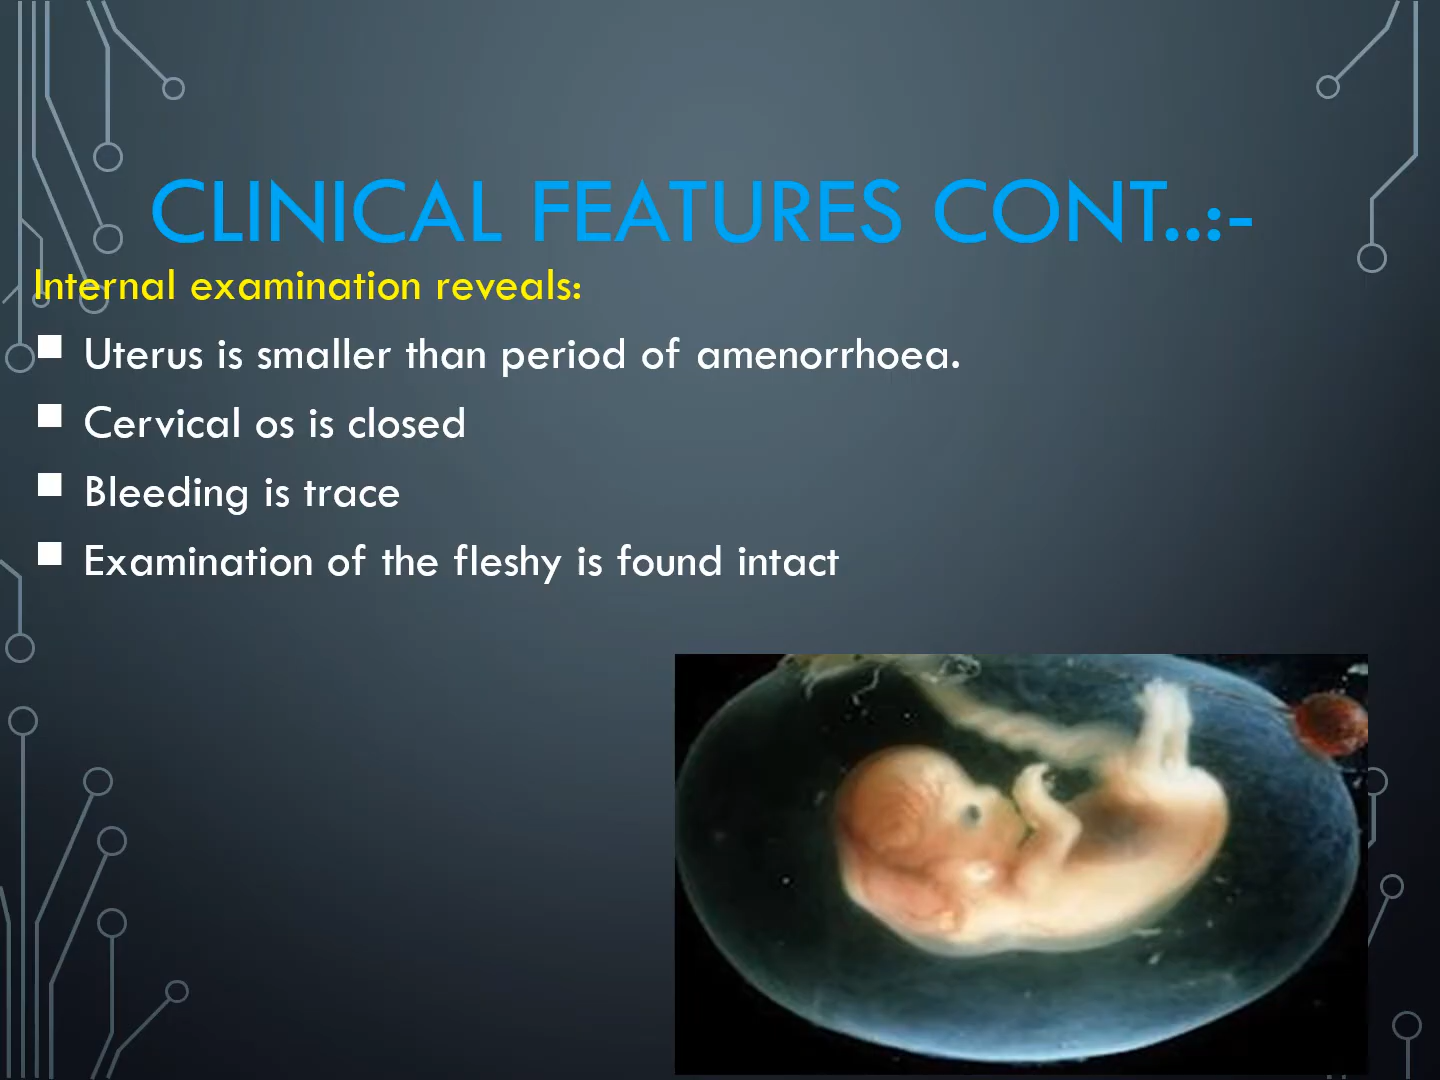 CLINICAL FEATURES CONT..:-
Internal examination reveals:
Uterus is smaller than period of amenorrhoea.
Cervical os is closed
Bleeding is trace
Examination of the fleshy is found intact